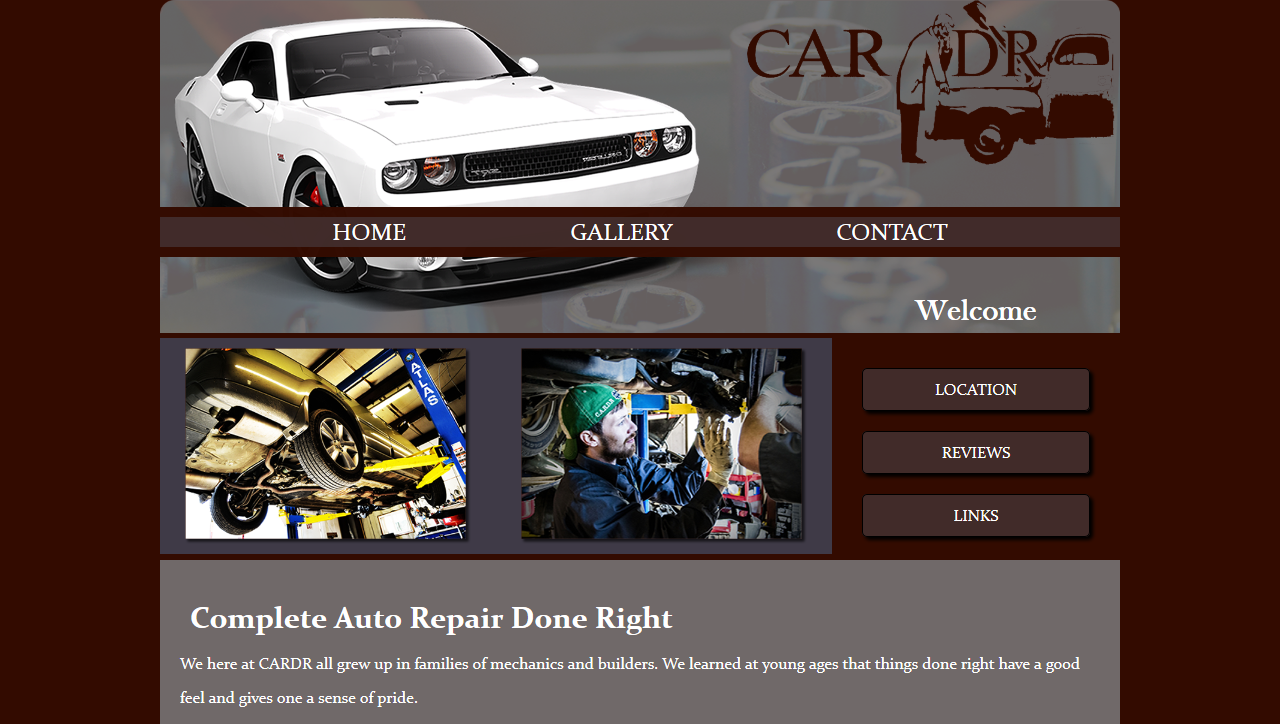 CAR DR
HOME GALLERY CONTACT
Welcome
ATLAS
CARDR
LOCATION
REVIEWS
LINKS
Complete Auto Repair Done Right
We here at CARDR all grew up in families of mechanics and builders. We learned at young ages that things done right have a good
feel and gives one a sense of pride.